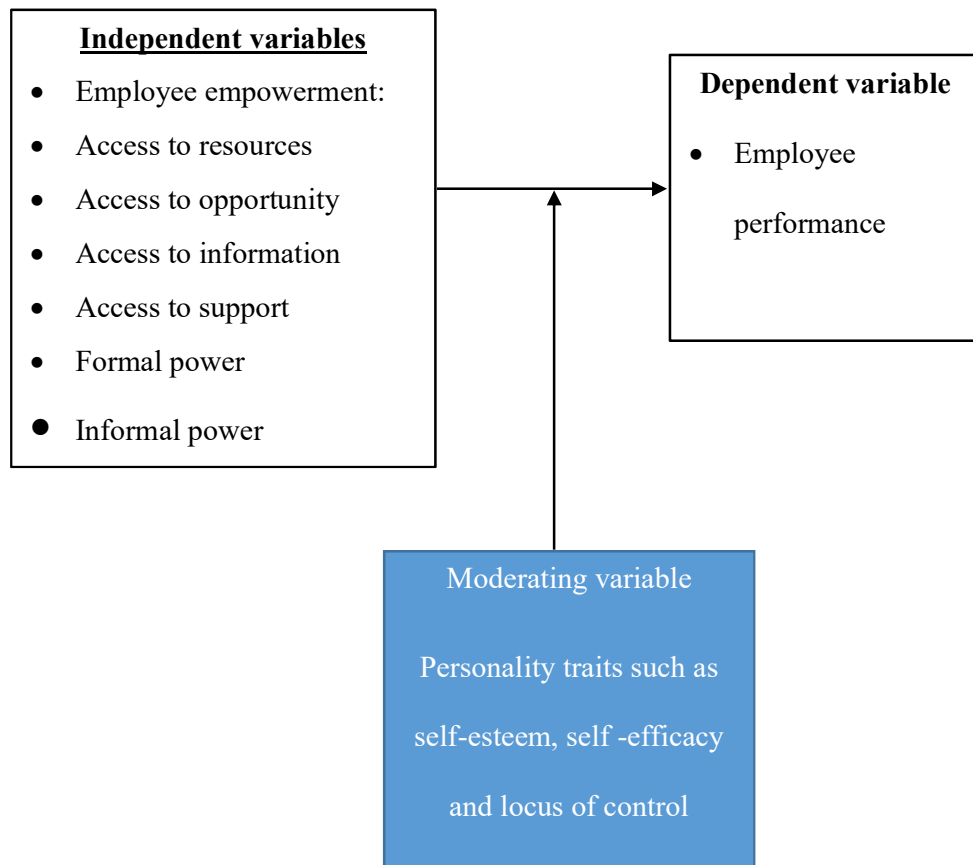 Independent variables
• Employee empowerment:
• Access to resources
• Access to opportunity
• Access to information
• Access to support
• Formal power
• Informal power
Dependent variable
• Employee
performance
Moderating variable
Personality traits such as
self-esteem, self -efficacy
and locus of control